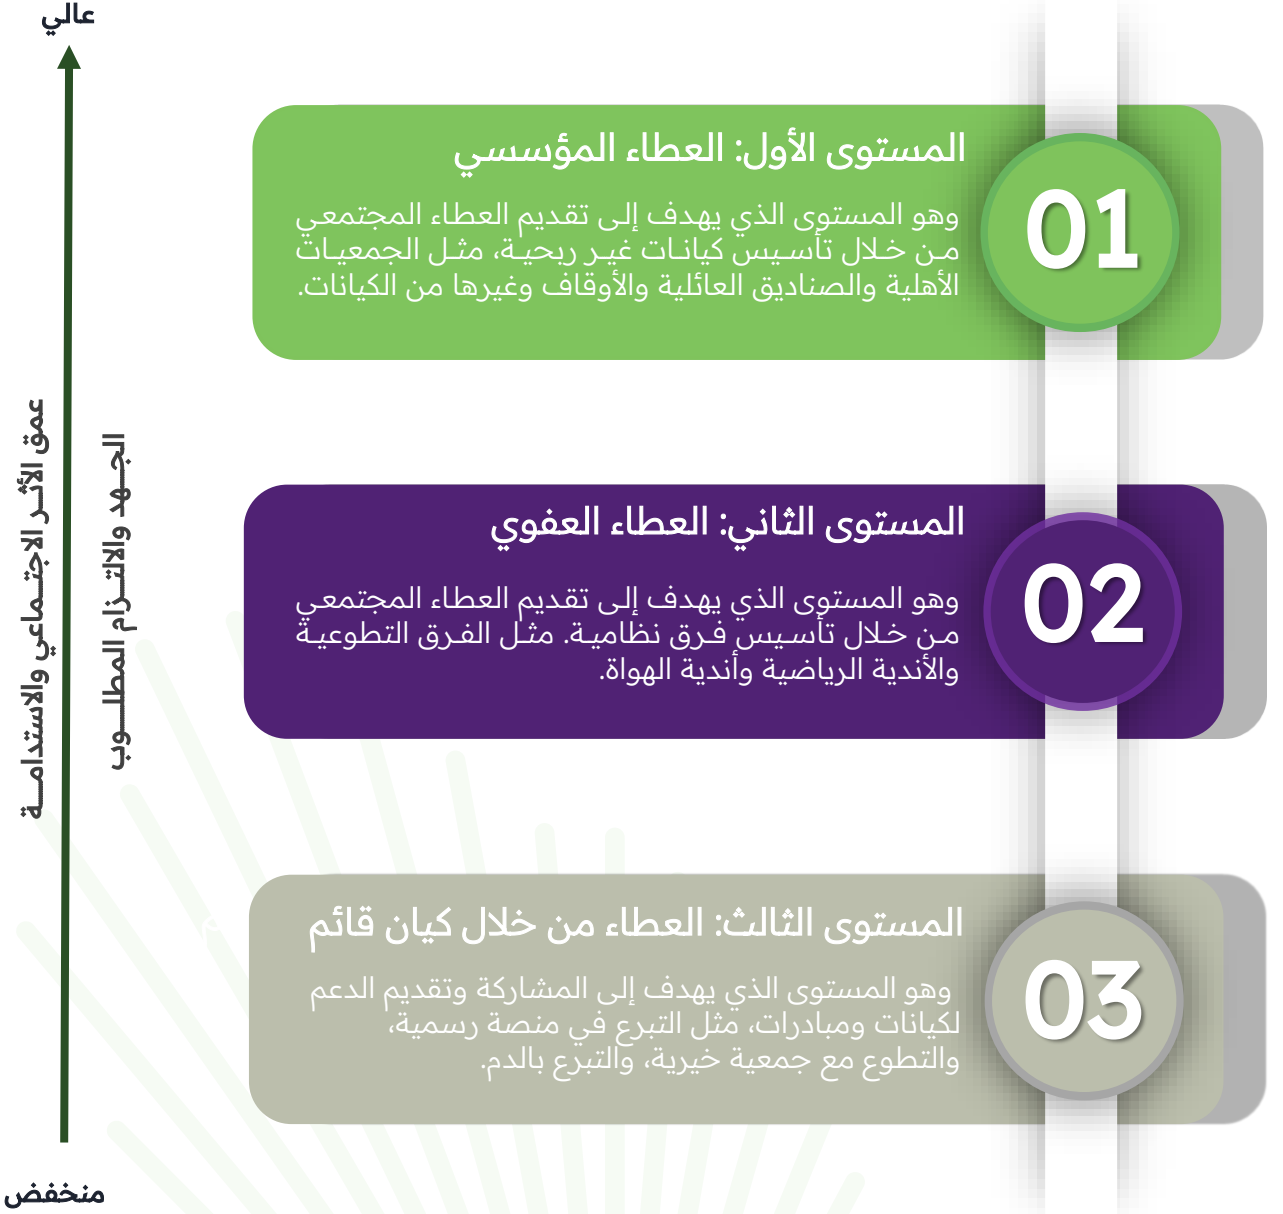 عالي
المستوى الأول: العطاء المؤسسي
وهو المستوى الذي يهدف إلى تقديم العطاء المجتمعي
من خلال تأسيس كيانات غير ربحية، مثل الجمعيات
الأهلية والصناديق العائلية والأوقاف وغيرها من الكيانات.
01
المستوى الثاني: العطاء العفوي
وهو المستوى الذي يهدف إلى تقديم العطاء المجتمعي
من خلال تأسيس فرق نظامية. مثل الفرق التطوعية
والأندية الرياضية وأندية الهواة.
02
المستوى الثالث: العطاء من خلال كيان قائم
وهو المستوى الذي يهدف إلى المشاركة وتقديم الدعم
لكيانات ومبادرات، مثل التبرع في منصة رسمية،
والتطوع مع جمعية خيرية، والتبرع بالدم.
03
الجهد والالتزام المطلوب
عمق الأثر الاجتماعي والاستدامة
منخفض